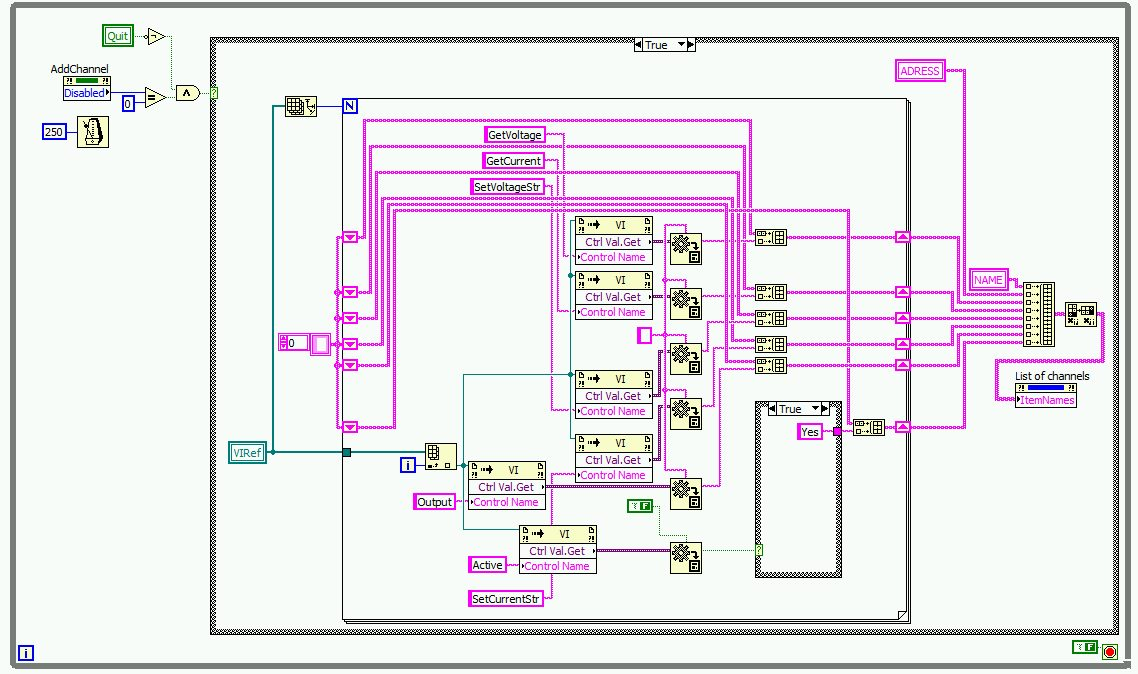 Quit
True
AddChannel
Disabled
0
250
ADRESS
N
GetVoltage
GetCurrent
SetVoltageStr
VI
Ctrl Val.Get
Control Name
VI
Ctrl Val.Get
Control Name
NAME
0
List of channels
ItemNames
VI
Ctrl Val.Get
Control Name
True
Yes
VIRef
i
VI
Ctrl Val.Get
Control Name
VI
Ctrl Val.Get
Control Name
Output
F
VI
Ctrl Val.Get
Control Name
Active
SetCurrentStr
i
F